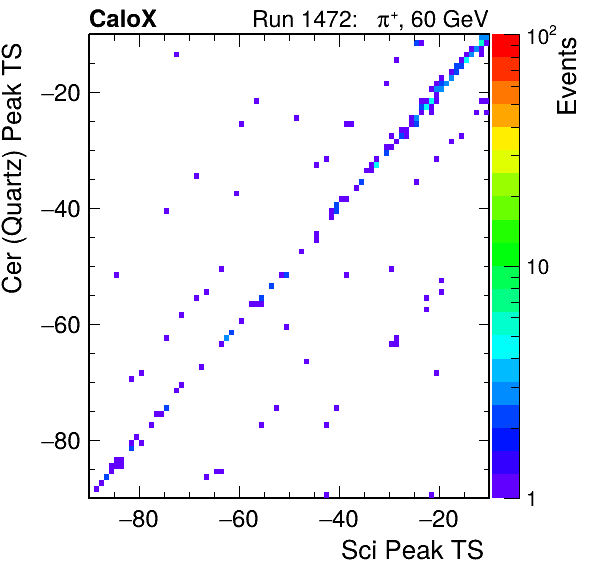 CaloX Run 1472: π⁺, 60 GeV
Cer (Quartz) Peak TS
−20
−40
−60
−80
−80 −60 −40 −20
Sci Peak TS
10²
10
1
Events